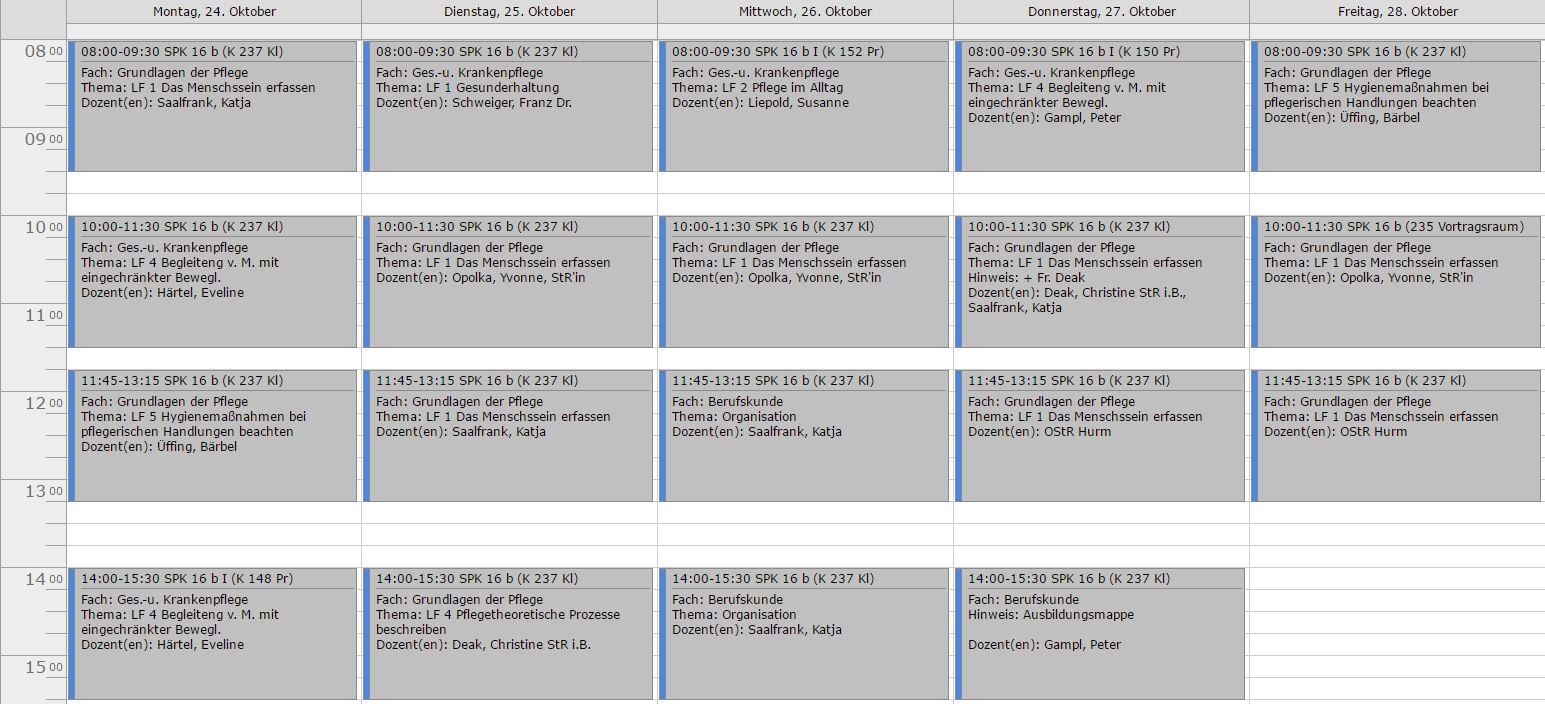 Montag, 24. Oktober
Dienstag, 25. Oktober
Mittwoch, 26. Oktober
Donnerstag, 27. Oktober
Freitag, 28. Oktober
08 00
08:00-09:30 SPK 16 b (K 237 Kl)
Fach: Grundlagen der Pflege
Thema: LF 1 Das Menschssein erfassen
Dozent(en): Saalfrank, Katja
08:00-09:30 SPK 16 b (K 237 Kl)
Fach: Ges.-u. Krankenpflege
Thema: LF 1 Gesunderhaltung
Dozent(en): Schweiger, Franz Dr.
08:00-09:30 SPK 16 b I (K 152 Pr)
Fach: Ges.-u. Krankenpflege
Thema: LF 2 Pflege im Alltag
Dozent(en): Liepold, Susanne
08:00-09:30 SPK 16 b I (K 150 Pr)
Fach: Ges.-u. Krankenpflege
Thema: LF 4 Begleiteng v. M. mit
eingechränkter Bewegl.
Dozent(en): Gampl, Peter
08:00-09:30 SPK 16 b (K 237 Kl)
Fach: Grundlagen der Pflege
Thema: LF 5 Hygienemaßnahmen bei
pflegerischen Handlungen beachten
Dozent(en): Üffing, Bärbel
09 00
10 00
10:00-11:30 SPK 16 b (K 237 Kl)
Fach: Ges.-u. Krankenpflege
Thema: LF 4 Begleiteng v. M. mit
eingechränkter Bewegl.
Dozent(en): Härtel, Eveline
10:00-11:30 SPK 16 b (K 237 Kl)
Fach: Grundlagen der Pflege
Thema: LF 1 Das Menschssein erfassen
Dozent(en): Opolka, Yvonne, StR'in
10:00-11:30 SPK 16 b (K 237 Kl)
Fach: Grundlagen der Pflege
Thema: LF 1 Das Menschssein erfassen
Dozent(en): Opolka, Yvonne, StR'in
10:00-11:30 SPK 16 b (K 237 Kl)
Fach: Grundlagen der Pflege
Thema: LF 1 Das Menschssein erfassen
Hinweis: + Fr. Deak
Dozent(en): Deak, Christine StR i.B.,
Saalfrank, Katja
10:00-11:30 SPK 16 b (235 Vortragsraum)
Fach: Grundlagen der Pflege
Thema: LF 1 Das Menschssein erfassen
Dozent(en): Opolka, Yvonne, StR'in
11 00
11:45-13:15 SPK 16 b (K 237 Kl)
Fach: Grundlagen der Pflege
Thema: LF 5 Hygienemaßnahmen bei
pflegerischen Handlungen beachten
Dozent(en): Üffing, Bärbel
11:45-13:15 SPK 16 b (K 237 Kl)
Fach: Grundlagen der Pflege
Thema: LF 1 Das Menschssein erfassen
Dozent(en): Saalfrank, Katja
11:45-13:15 SPK 16 b (K 237 Kl)
Fach: Berufskunde
Thema: Organisation
Dozent(en): Saalfrank, Katja
11:45-13:15 SPK 16 b (K 237 Kl)
Fach: Grundlagen der Pflege
Thema: LF 1 Das Menschssein erfassen
Dozent(en): OStR Hurm
11:45-13:15 SPK 16 b (K 237 Kl)
Fach: Grundlagen der Pflege
Thema: LF 1 Das Menschssein erfassen
Dozent(en): OStR Hurm
12 00
13 00
14 00
14:00-15:30 SPK 16 b I (K 148 Pr)
Fach: Ges.-u. Krankenpflege
Thema: LF 4 Begleiteng v. M. mit
eingechränkter Bewegl.
Dozent(en): Härtel, Eveline
14:00-15:30 SPK 16 b (K 237 Kl)
Fach: Grundlagen der Pflege
Thema: LF 4 Pflegetheoretische Prozesse
beschreiben
Dozent(en): Deak, Christine StR i.B.
14:00-15:30 SPK 16 b (K 237 Kl)
Fach: Berufskunde
Thema: Organisation
Dozent(en): Saalfrank, Katja
14:00-15:30 SPK 16 b (K 237 Kl)
Fach: Berufskunde
Hinweis: Ausbildungsmappe
Dozent(en): Gampl, Peter
15 00